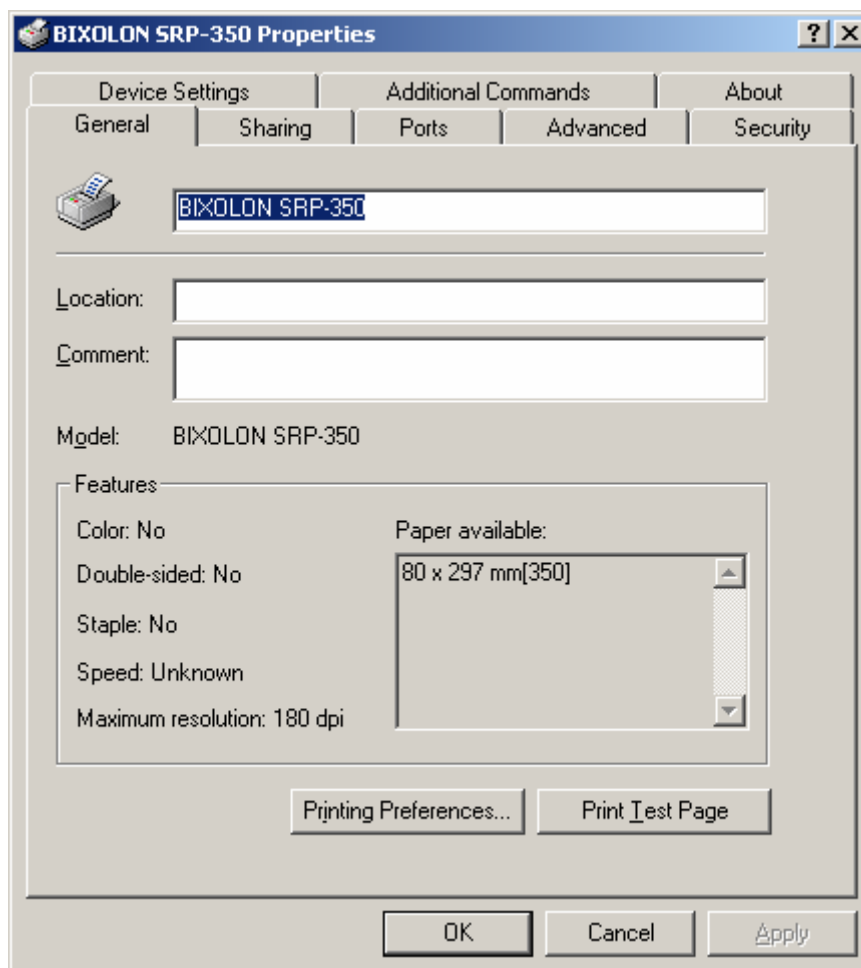 BIXOLON SRP-350 Properties
Device Settings Additional Commands About
General Sharing Ports Advanced Security
BIXOLON SRP-350
Location:
Comment:
Model: BIXOLON SRP-350
Features
Color: No
Double-sided: No
Staple: No
Speed: Unknown
Maximum resolution: 180 dpi
Paper available:
80 x 297 mm[350]
Printing Preferences... Print Test Page
OK Cancel Apply